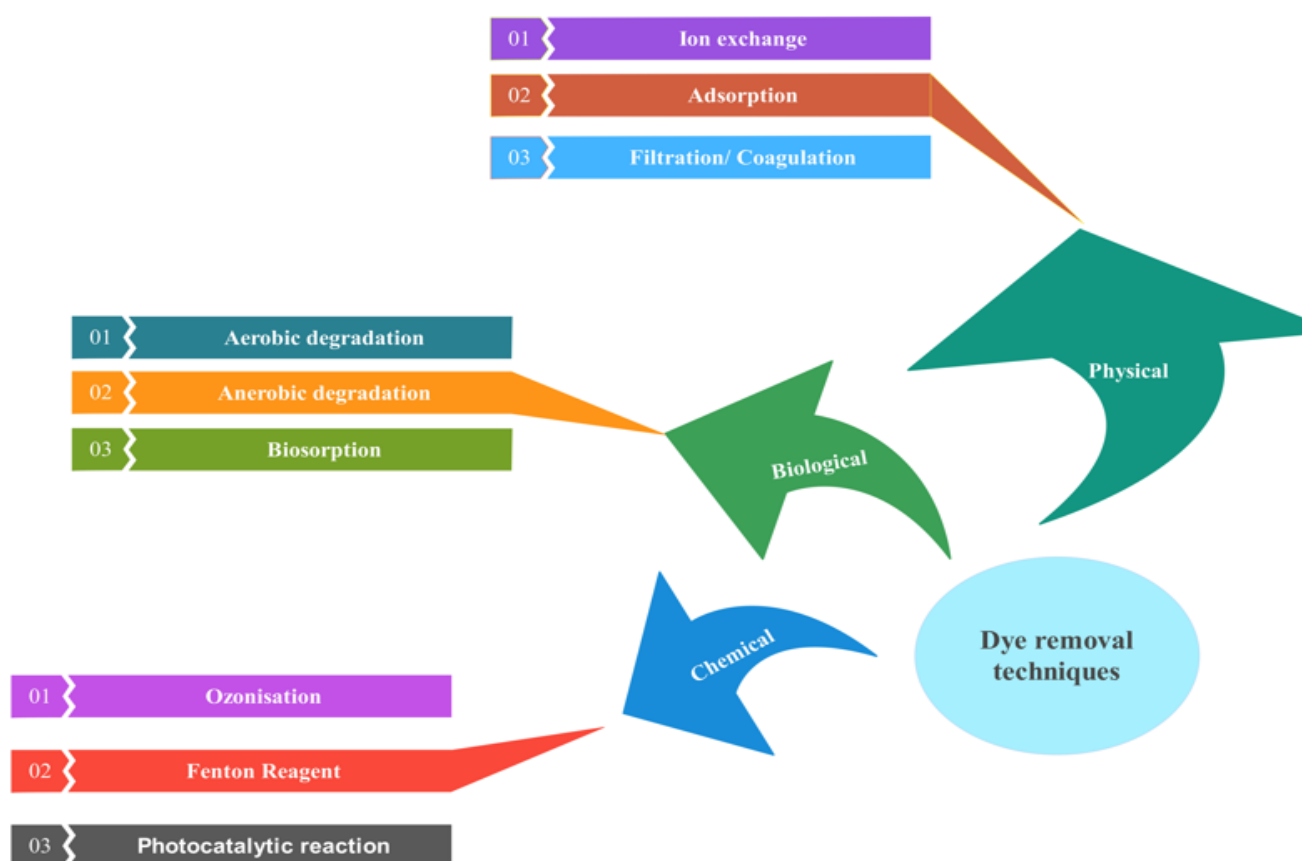 01 Ion exchange
02 Adsorption
03 Filtration/ Coagulation
Physical
01 Aerobic degradation
02 Anerobic degradation
03 Biosorption
Biological
Chemical
Dye removal
techniques
01 Ozonisation
02 Fenton Reagent
03 Photocatalytic reaction